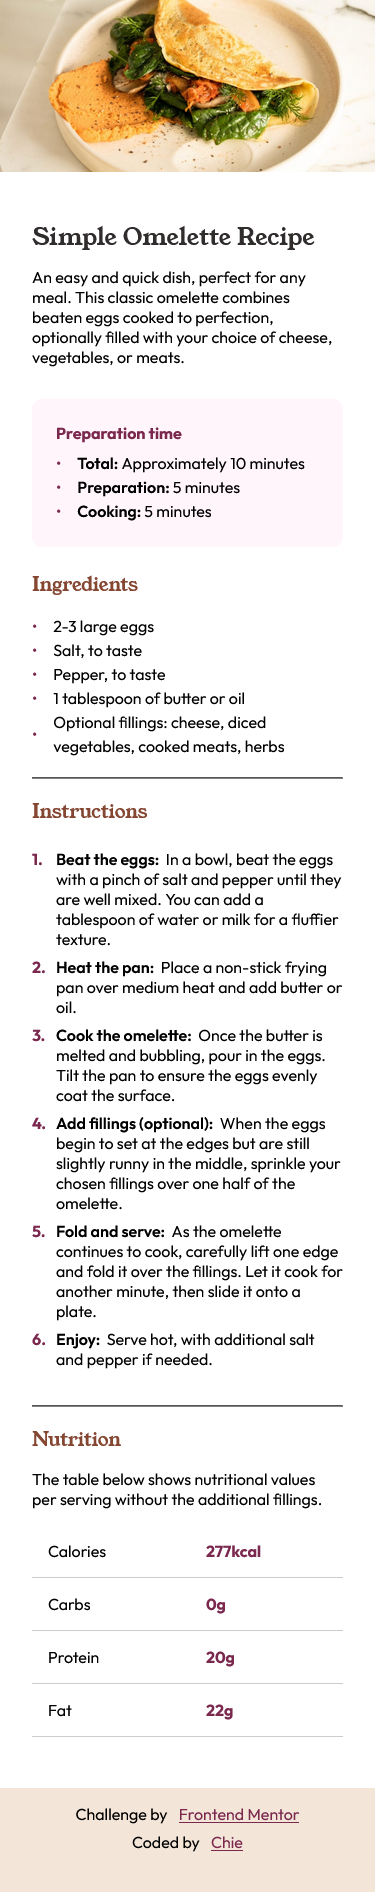 Simple Omelette Recipe
An easy and quick dish, perfect for any
meal. This classic omelette combines
beaten eggs cooked to perfection,
optionally filled with your choice of cheese,
vegetables, or meats.
Preparation time
• Total: Approximately 10 minutes
• Preparation: 5 minutes
• Cooking: 5 minutes
Ingredients
• 2-3 large eggs
• Salt, to taste
• Pepper, to taste
• 1 tablespoon of butter or oil
• Optional fillings: cheese, diced
vegetables, cooked meats, herbs
Instructions
1. Beat the eggs: In a bowl, beat the eggs
with a pinch of salt and pepper until they
are well mixed. You can add a
tablespoon of water or milk for a fluffier
texture.
2. Heat the pan: Place a non-stick frying
pan over medium heat and add butter or
oil.
3. Cook the omelette: Once the butter is
melted and bubbling, pour in the eggs.
Tilt the pan to ensure the eggs evenly
coat the surface.
4. Add fillings (optional): When the eggs
begin to set at the edges but are still
slightly runny in the middle, sprinkle your
chosen fillings over one half of the
omelette.
5. Fold and serve: As the omelette
continues to cook, carefully lift one edge
and fold it over the fillings. Let it cook for
another minute, then slide it onto a
plate.
6. Enjoy: Serve hot, with additional salt
and pepper if needed.
Nutrition
The table below shows nutritional values
per serving without the additional fillings.
Calories 277kcal
Carbs 0g
Protein 20g
Fat 22g
Challenge by Frontend Mentor
Coded by Chie